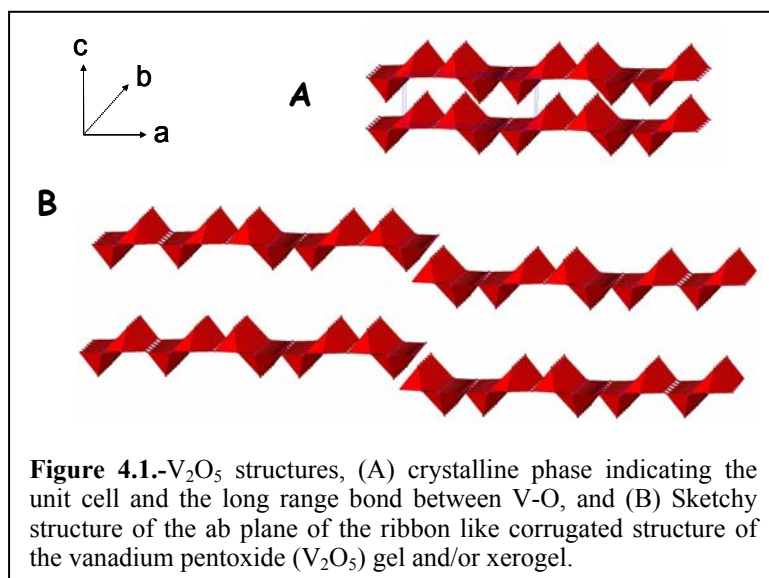 c
b
a
A
B
Figure 4.1.-V₂O₅ structures, (A) crystalline phase indicating the
unit cell and the long range bond between V-O, and (B) Sketchy
structure of the ab plane of the ribbon like corrugated structure of
the vanadium pentoxide (V₂O₅) gel and/or xerogel.